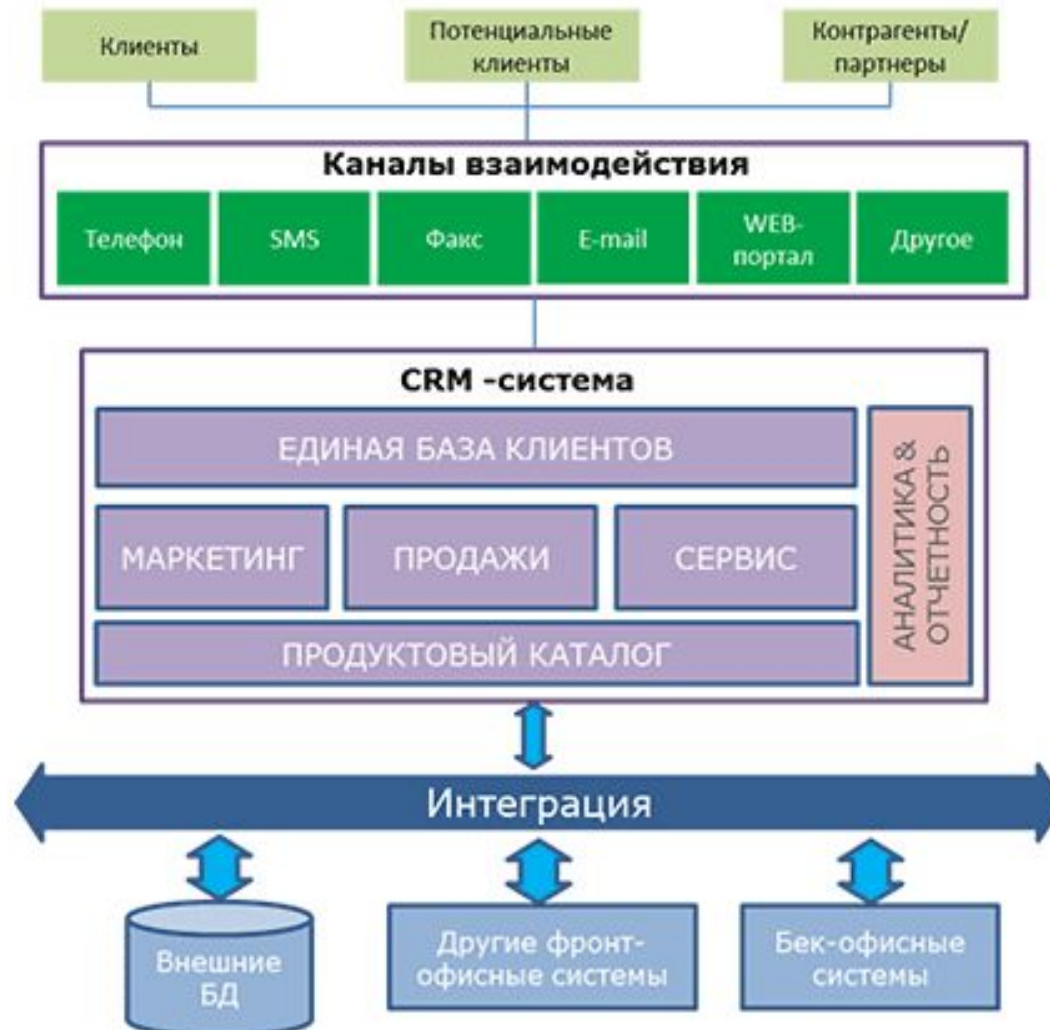 Клиенты
Потенциальные
клиенты
Контрагенты/
партнеры
Каналы взаимодействия
Телефон
SMS
Факс
E-mail
WEB-
портал
Другое
CRM -система
ЕДИНАЯ БАЗА КЛИЕНТОВ
МАРКЕТИНГ
ПРОДАЖИ
СЕРВИС
ПРОДУКТОВЫЙ КАТАЛОГ
АНАЛИТИКА &
ОТЧЕТНОСТЬ
Интеграция
Внешние
БД
Другие фронт-
офисные системы
Бек-офисные
системы